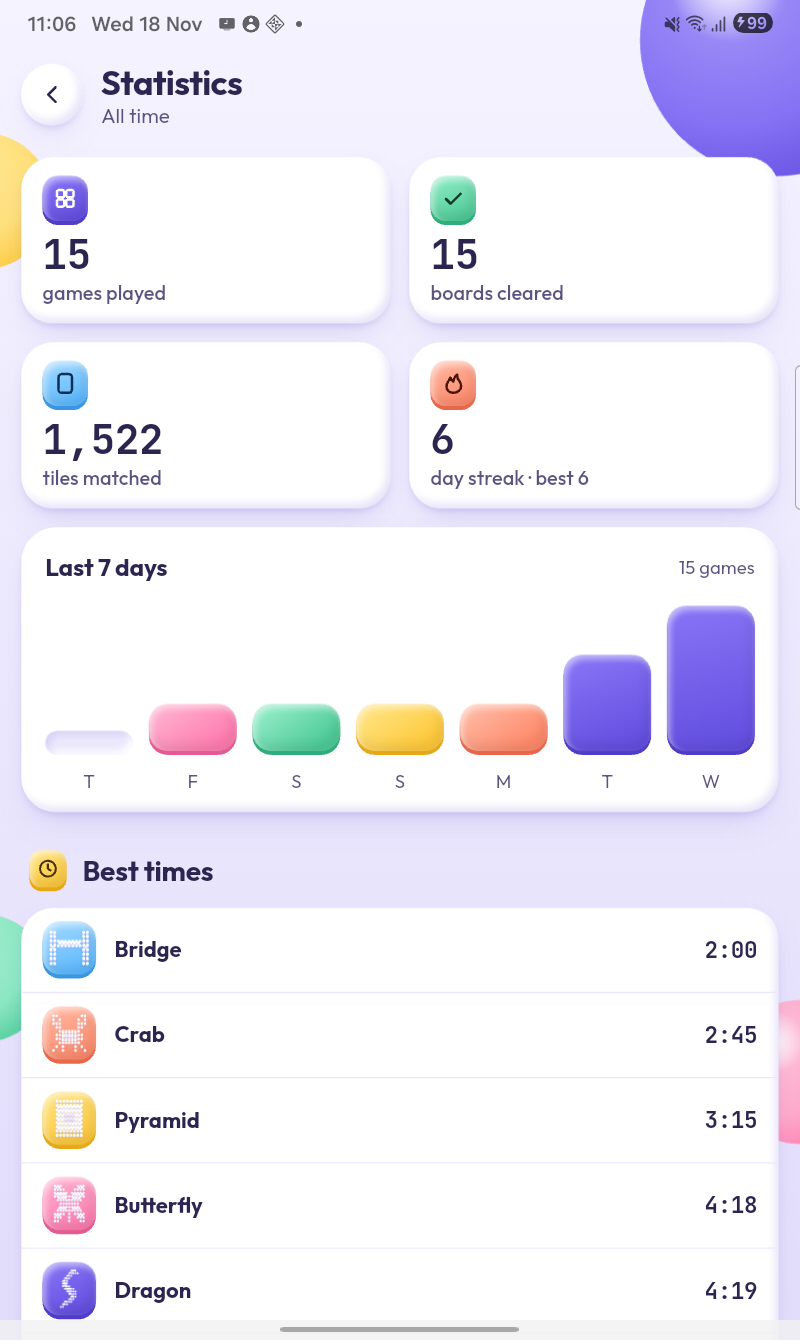 11:06 Wed 18 Nov 99
Statistics
All time
15
games played
15
boards cleared
1,522
tiles matched
6
day streak · best 6
Last 7 days 15 games
T F S S M T W
Best times
Bridge 2:00
Crab 2:45
Pyramid 3:15
Butterfly 4:18
Dragon 4:19